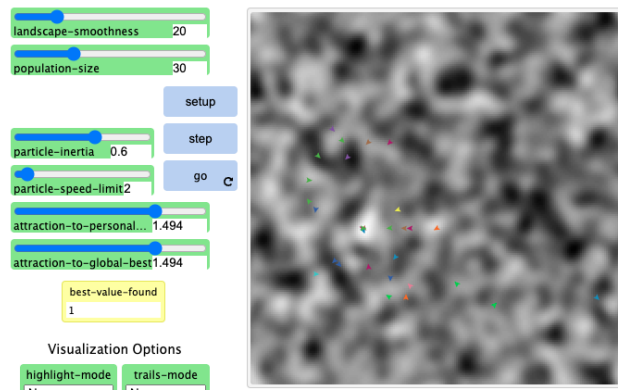 landscape-smoothness 20
population-size 30
setup
step
particle-inertia 0.6
go
particle-speed-limit 2
attraction-to-personal... 1.494
attraction-to-global-best 1.494
best-value-found
1
Visualization Options
highlight-mode trails-mode